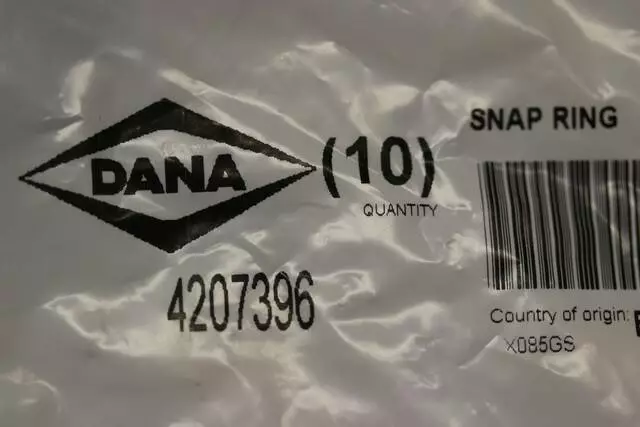 DANA
(10)
QUANTITY
4207396
SNAP RING
Country of origin:
X085GS